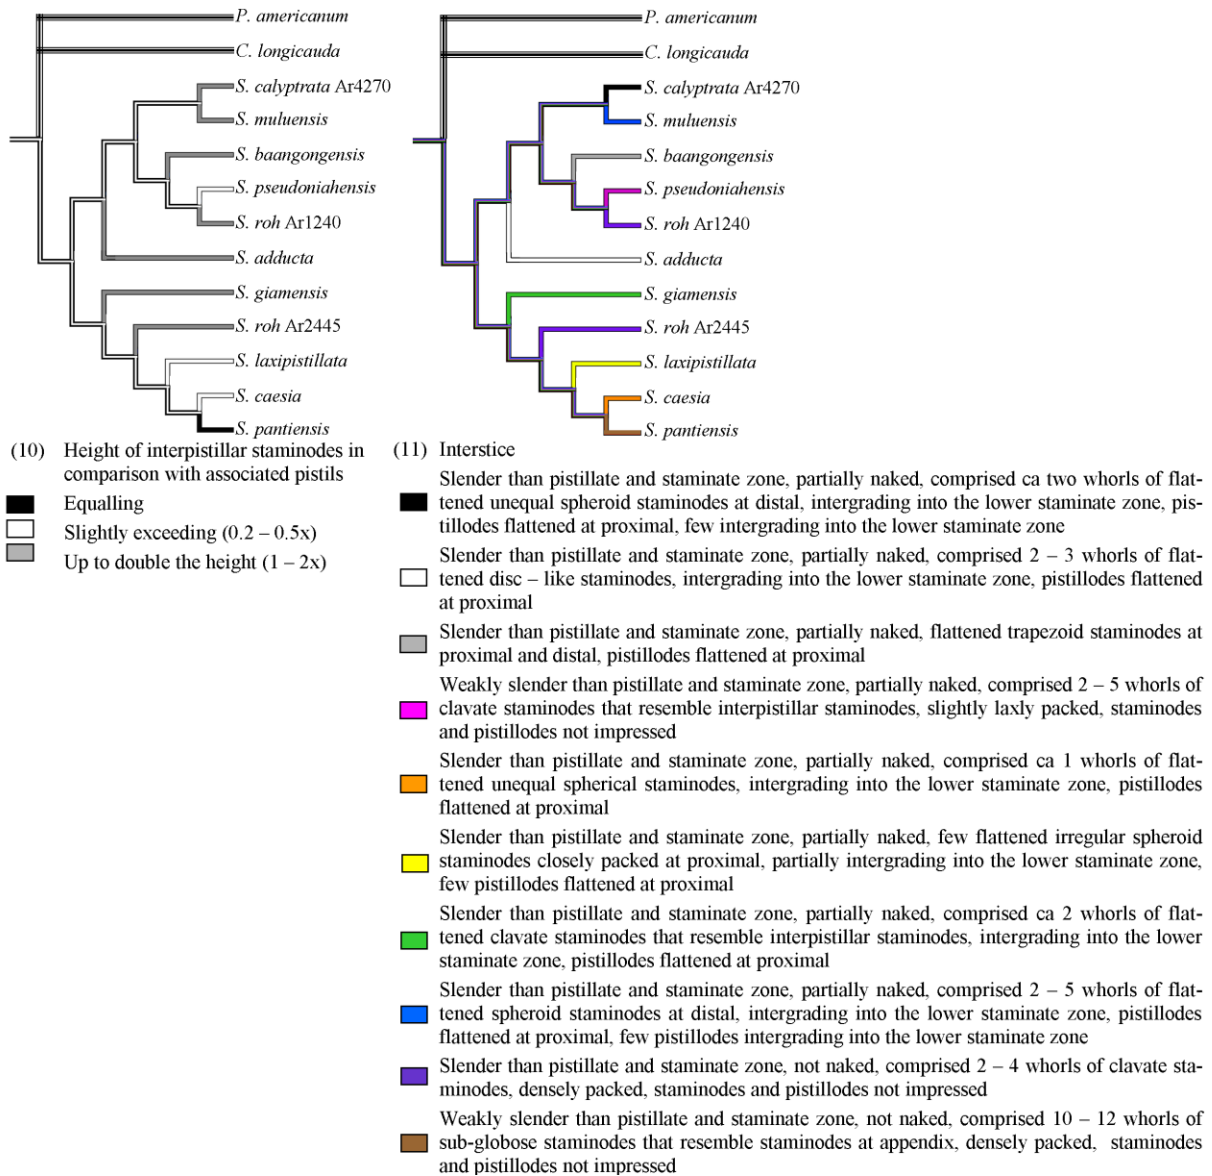 P. americanum
C. longicauda
S. calyptrata Ar4270
S. muluensis
S. baangongensis
S. pseudoniahensis
S. roh Ar1240
S. adducta
S. giamensis
S. roh Ar2445
S. laxipistillata
S. caesia
S. pantiensis
(10) Height of interpistillar staminodes in
comparison with associated pistils
Equalling
Slightly exceeding (0.2 – 0.5x)
Up to double the height (1 – 2x)
P. americanum
C. longicauda
S. calyptrata Ar4270
S. muluensis
S. baangongensis
S. pseudoniahensis
S. roh Ar1240
S. adducta
S. giamensis
S. roh Ar2445
S. laxipistillata
S. caesia
S. pantiensis
(11) Interstice
Slender than pistillate and staminate zone, partially naked, comprised ca two whorls of flat-
tened unequal spheroid staminodes at distal, intergrading into the lower staminate zone, pis-
tillodes flattened at proximal, few intergrading into the lower staminate zone
Slender than pistillate and staminate zone, partially naked, comprised 2 – 3 whorls of flat-
tened disc – like staminodes, intergrading into the lower staminate zone, pistillodes flattened
at proximal
Slender than pistillate and staminate zone, partially naked, flattened trapezoid staminodes at
proximal and distal, pistillodes flattened at proximal
Weakly slender than pistillate and staminate zone, partially naked, comprised 2 – 5 whorls of
clavate staminodes that resemble interpistillar staminodes, slightly laxly packed, staminodes
and pistillodes not impressed
Slender than pistillate and staminate zone, partially naked, comprised ca 1 whorls of flat-
tened unequal spherical staminodes, intergrading into the lower staminate zone, pistillodes
flattened at proximal
Slender than pistillate and staminate zone, partially naked, few flattened irregular spheroid
staminodes closely packed at proximal, partially intergrading into the lower staminate zone,
few pistillodes flattened at proximal
Slender than pistillate and staminate zone, partially naked, comprised ca 2 whorls of flat-
tened clavate staminodes that resemble interpistillar staminodes, intergrading into the lower
staminate zone, pistillodes flattened at proximal
Slender than pistillate and staminate zone, partially naked, comprised 2 – 5 whorls of flat-
tened spheroid staminodes at distal, intergrading into the lower staminate zone, pistillodes
flattened at proximal, few pistillodes intergrading into the lower staminate zone
Slender than pistillate and staminate zone, not naked, comprised 2 – 4 whorls of clavate sta-
minodes, densely packed, staminodes and pistillodes not impressed
Weakly slender than pistillate and staminate zone, not naked, comprised 10 – 12 whorls of
sub-globose staminodes that resemble staminodes at appendix, densely packed, staminodes
and pistillodes not impressed